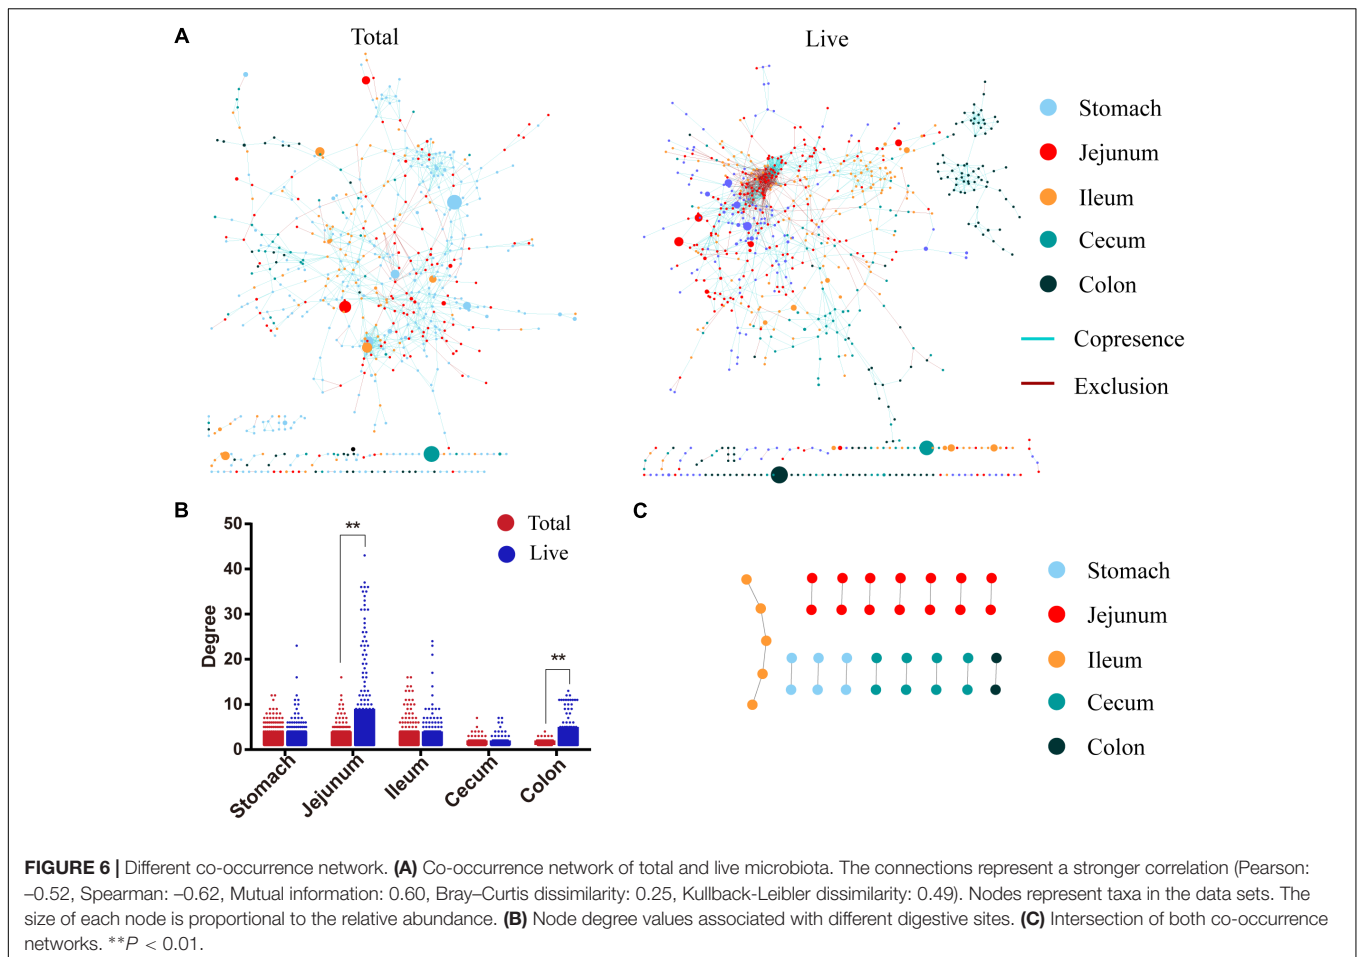 A
Total
Live
Stomach
Jejunum
Ileum
Cecum
Colon
Copresence
Exclusion
B
Total
Live
50
40
30
20
10
0
Degree
**
**
Stomach
Jejunum
Ileum
Cecum
Colon
C
Stomach
Jejunum
Ileum
Cecum
Colon
FIGURE 6 | Different co-occurrence network. (A) Co-occurrence network of total and live microbiota. The connections represent a stronger correlation (Pearson:
–0.52, Spearman: –0.62, Mutual information: 0.60, Bray–Curtis dissimilarity: 0.25, Kullback-Leibler dissimilarity: 0.49). Nodes represent taxa in the data sets. The
size of each node is proportional to the relative abundance. (B) Node degree values associated with different digestive sites. (C) Intersection of both co-occurrence
networks. **P < 0.01.